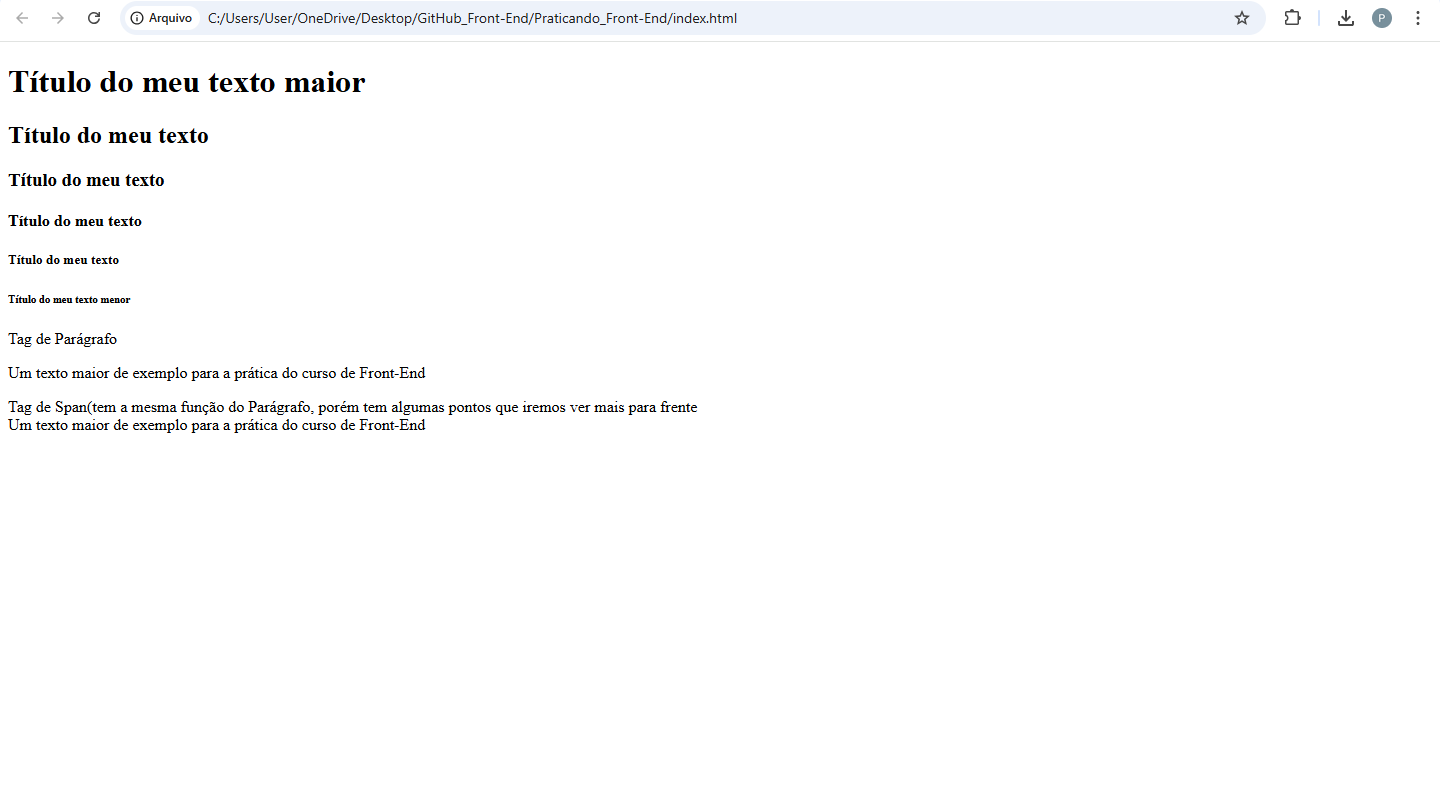 Arquivo C:/Users/User/OneDrive/Desktop/GitHub_Front-End/Praticando_Front-End/index.html P
Título do meu texto maior
Título do meu texto
Título do meu texto
Título do meu texto
Título do meu texto
Título do meu texto menor
Tag de Parágrafo
Um texto maior de exemplo para a prática do curso de Front-End
Tag de Span(tem a mesma função do Parágrafo, porém tem algumas pontos que iremos ver mais para frente
Um texto maior de exemplo para a prática do curso de Front-End